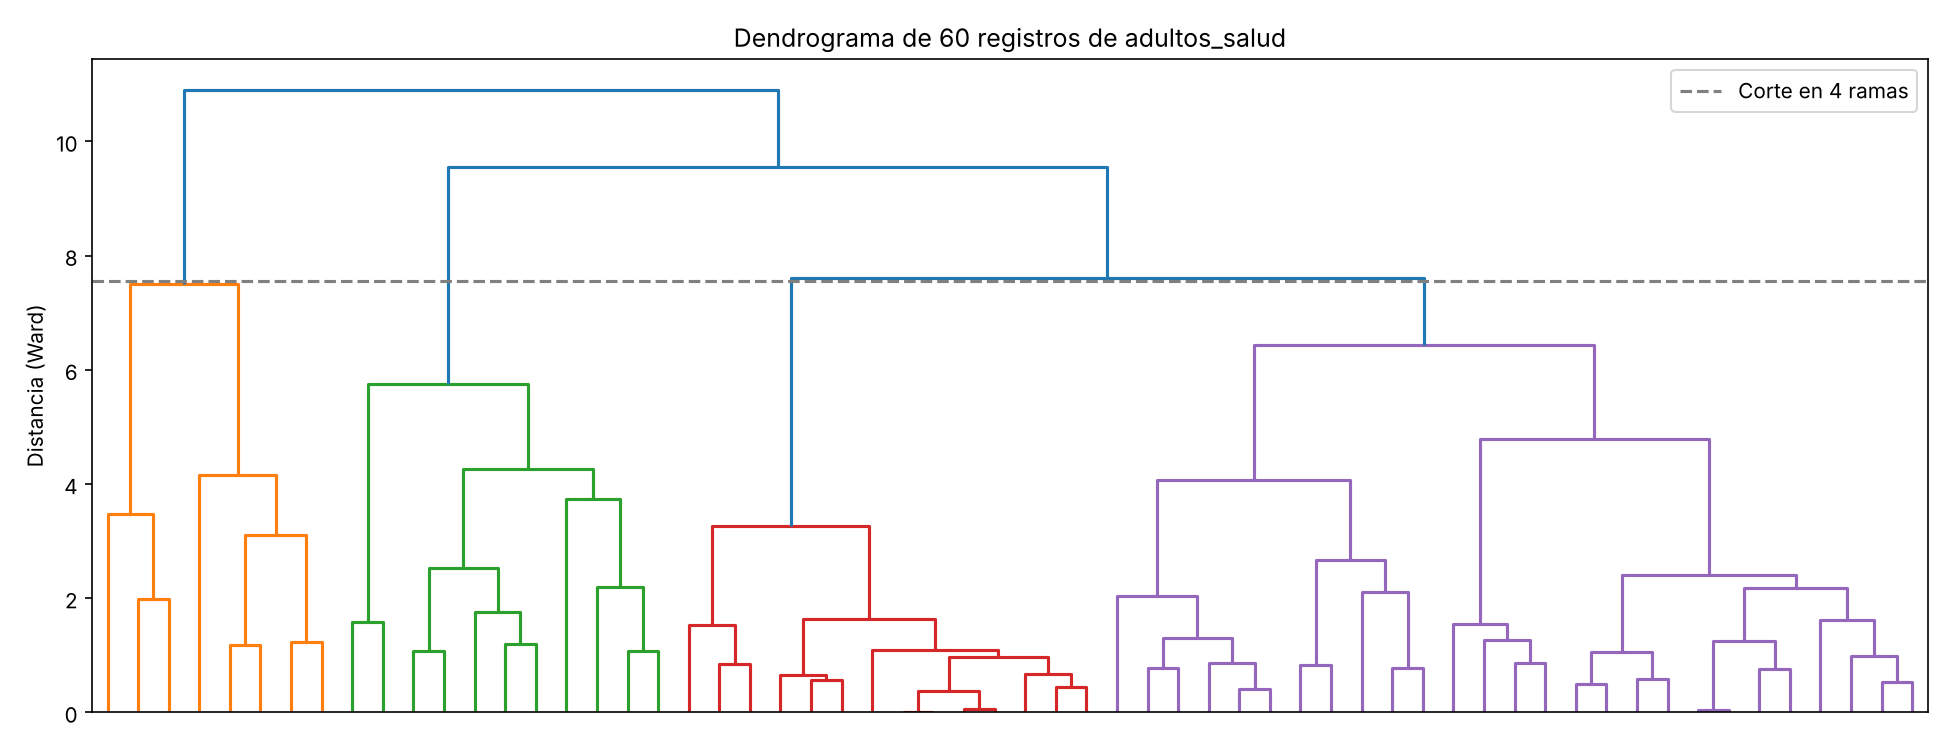 Dendrograma de 60 registros de adultos_salud
Corte en 4 ramas
Distancia (Ward)
10
8
6
4
2
0